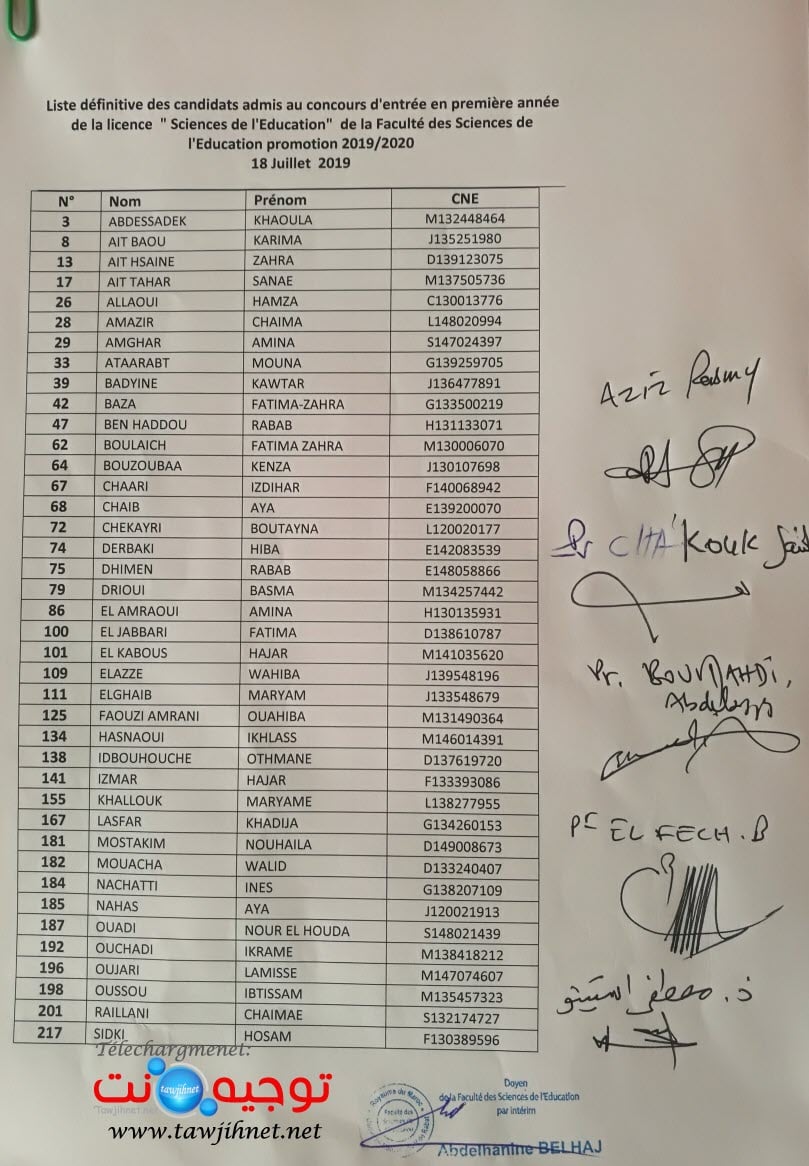 Liste définitive des candidats admis au concours d'entrée en première année
de la licence " Sciences de l'Education" de la Faculté des Sciences de
l'Education promotion 2019/2020
18 Juillet 2019
N° Nom Prénom CNE
3 ABDESSADEK KHAOULA M132448464
8 AIT BAOU KARIMA J135251980
13 AIT HSAINE ZAHRA D139123075
17 AIT TAHAR SANAE M137505736
26 ALLAOUI HAMZA C130013776
28 AMAZIR CHAIMA L148020994
29 AMGHAR AMINA S147024397
33 ATAARABT MOUNA G139259705
39 BADYINE KAWTAR J136477891
42 BAZA FATIMA-ZAHRA G133500219
47 BEN HADDOU RABAB H131133071
62 BOULAICH FATIMA ZAHRA M130006070
64 BOUZOUBAA KENZA J130107698
67 CHAARI IZDIHAR F140068942
68 CHAIB AYA E139200070
72 CHEKAYRI BOUTAYNA L120020177
74 DERBAKI HIBA E142083539
75 DHIMEN RABAB E148058866
79 DRIOUI BASMA M134257442
86 EL AMRAOUI AMINA H130135931
100 EL JABBARI FATIMA D138610787
101 EL KABOUS HAJAR M141035620
109 ELAZZE WAHIBA J139548196
111 ELGHAIB MARYAM J133548679
125 FAOUZI AMRANI OUAHIBA M131490364
134 HASNAOUI IKHLASS M146014391
138 IDBOUHOUCHE OTHMANE D137619720
141 IZMAR HAJAR F133393086
155 KHALLOUK MARYAME L138277955
167 LASFAR KHADIJA G134260153
181 MOSTAKIM NOUHAILA D149008673
182 MOUACHA WALID D133240407
184 NACHATTI INES G138207109
185 NAHAS AYA J120021913
187 OUADI NOUR EL HOUDA S148021439
192 OUCHADI IKRAME M138418212
196 OUJARI LAMISSE M147074607
198 OUSSOU IBTISSAM M135457323
201 RAILLANI CHAIMAE S132174727
217 SIDKI HOSAM F130389596
AZIZ
Pr CHA'Kouk
Pr. BOUMAHDI,
Pr EL FECH . B
ذ. مصطفى
Télechargmenet:
توجيه نت
tawjihnet
Tawjihnet.net
www.tawjihnet.net
Doyen
de la Faculté des Sciences de l'Education
par intérim
Abdelhanine BELHAJ
Royaume du Maroc